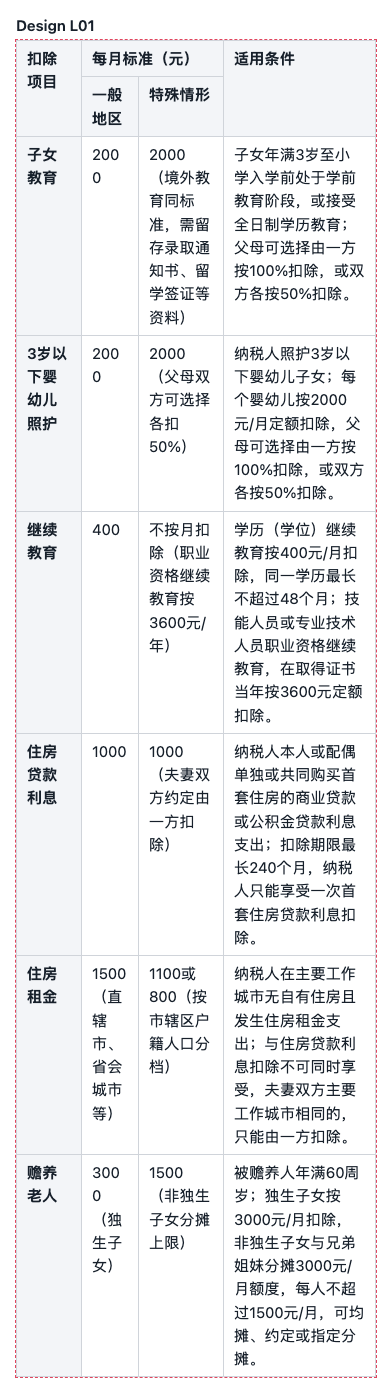 Design L01
扣除
项目
每月标准（元）
适用条件
一般
地区
特殊情形
子女
教育
200
0
2000
（境外教
育同标
准，需留
存录取通
知书、留
学签证等
资料）
子女年满3岁至小
学入学前处于学前
教育阶段，或接受
全日制学历教育；
父母可选择由一方
按100%扣除，或双
方各按50%扣除。
3岁以
下婴
幼儿
照护
200
0
2000
（父母双
方可选择
各扣
50%）
纳税人照护3岁以
下婴幼儿子女；每
个婴幼儿按2000
元/月定额扣除，父
母可选择由一方按
100%扣除，或双方
各按50%扣除。
继续
教育
400
不按月扣
除（职业
资格继续
教育按
3600元/
年）
学历（学位）继续
教育按400元/月扣
除，同一学历最长
不超过48个月；技
能人员或专业技术
人员职业资格继续
教育，在取得证书
当年按3600元定额
扣除。
住房
贷款
利息
1000
1000
（夫妻双
方约定由
一方扣
除）
纳税人本人或配偶
单独或共同购买首
套住房的商业贷款
或公积金贷款利息
支出；扣除期限最
长240个月，纳税
人只能享受一次首
套住房贷款利息扣
除。
住房
租金
1500
（直
辖
市、
省会
城市
等）
1100或
800（按
市辖区户
籍人口分
档）
纳税人在主要工作
城市无自有住房且
发生住房租金支
出；与住房贷款利
息扣除不可同时享
受，夫妻双方主要
工作城市相同的，
只能由一方扣除。
赡养
老人
300
0
（独
生子
女）
1500
（非独生
子女分摊
上限）
被赡养人年满60周
岁；独生子女按
3000元/月扣除，
非独生子女与兄弟
姐妹分摊3000元/
月额度，每人不超
过1500元/月，可均
摊、约定或指定分
摊。